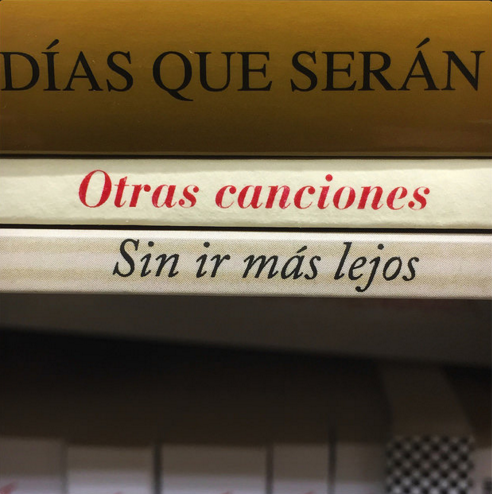 DÍAS QUE SERÁN
Otras canciones
Sin ir más lejos